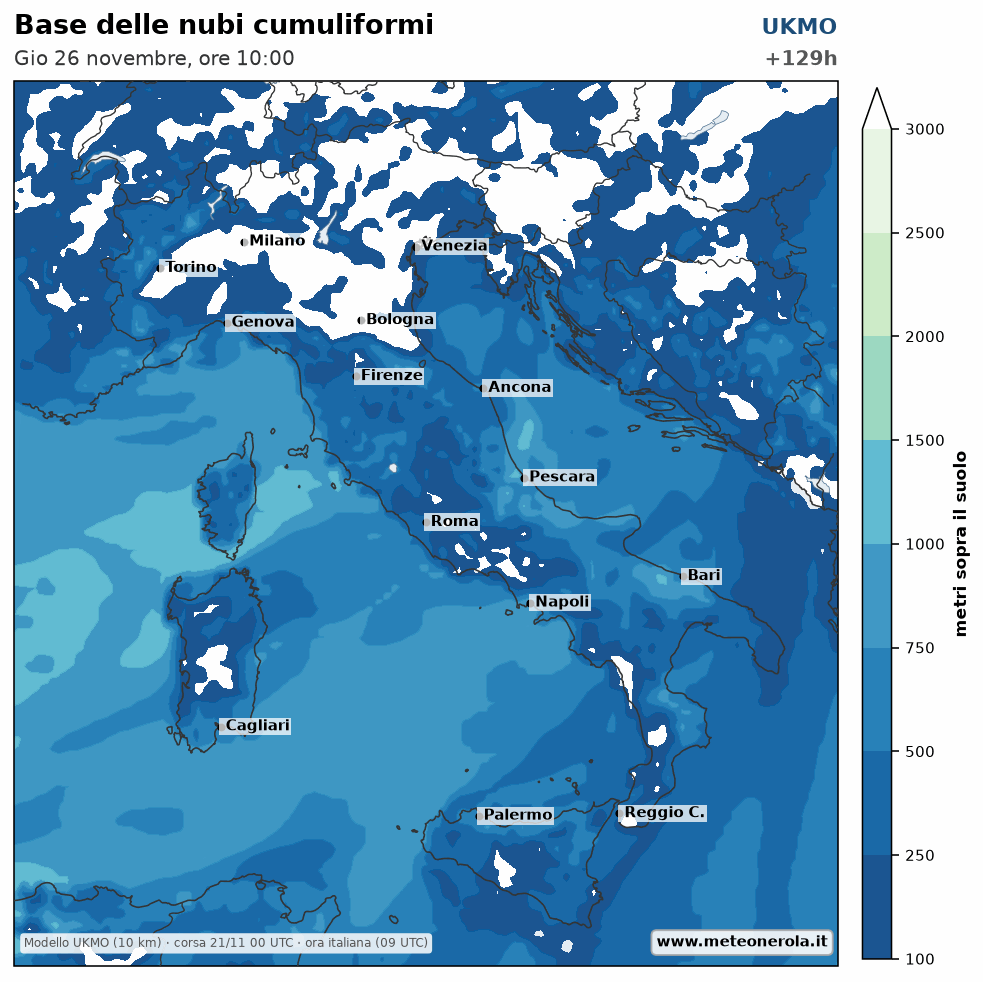 Base delle nubi cumuliformi
UKMO
Gio 26 novembre, ore 10:00
+129h
3000
2500
2000
1500
1000
750
500
250
100
metri sopra il suolo
Milano
Venezia
Torino
Genova
Bologna
Firenze
Ancona
Pescara
Roma
Bari
Napoli
Cagliari
Palermo
Reggio C.
Modello UKMO (10 km) · corsa 21/11 00 UTC · ora italiana (09 UTC)
www.meteonerola.it